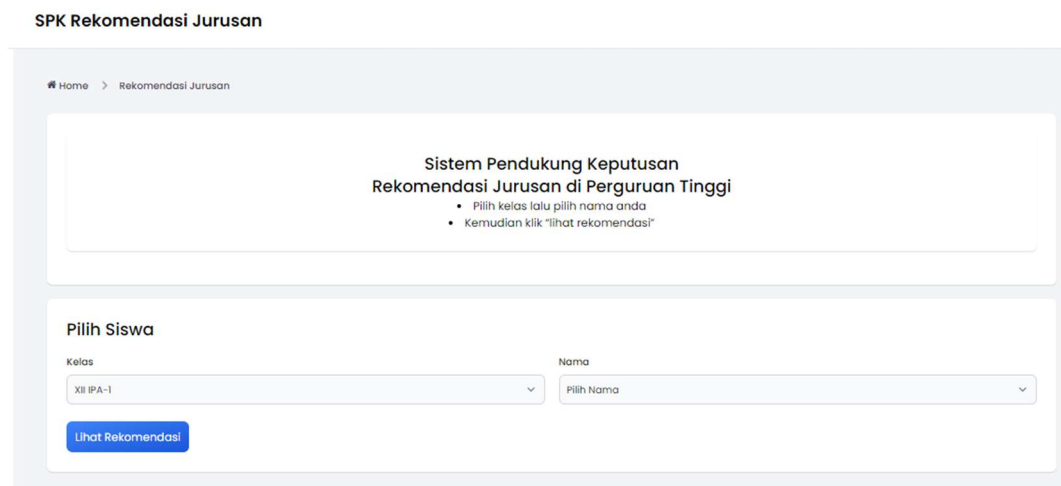 SPK Rekomendasi Jurusan
Home > Rekomendasi Jurusan
Sistem Pendukung Keputusan
Rekomendasi Jurusan di Perguruan Tinggi
• Pilih kelas lalu pilih nama anda
• Kemudian klik "lihat rekomendasi"
Pilih Siswa
Kelas Nama
XII IPA-1 Pilih Nama
Lihat Rekomendasi